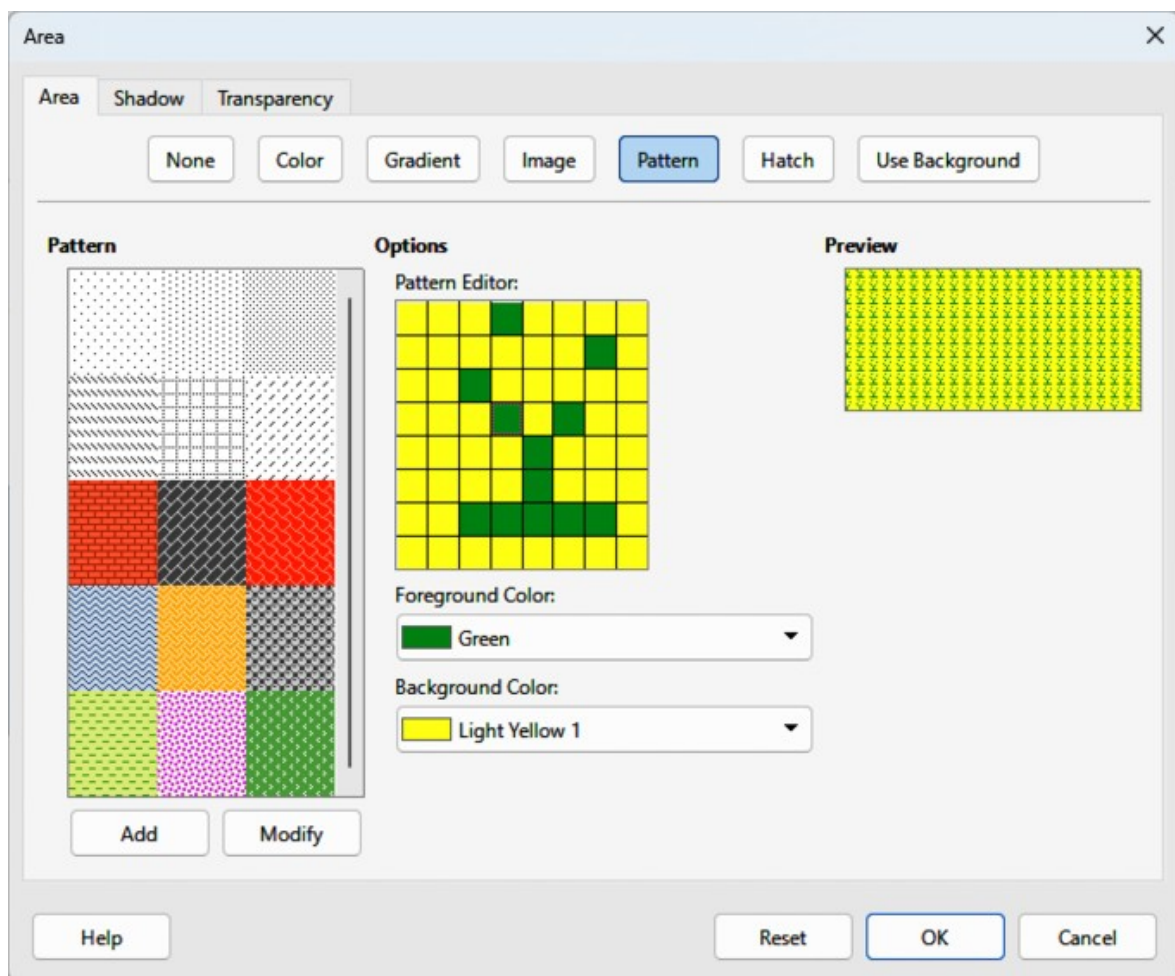 Area
Area Shadow Transparency
None Color Gradient Image Pattern Hatch Use Background
Pattern Options Preview
Pattern Editor:
Foreground Color:
Green
Background Color:
Light Yellow 1
Add Modify
Help Reset OK Cancel